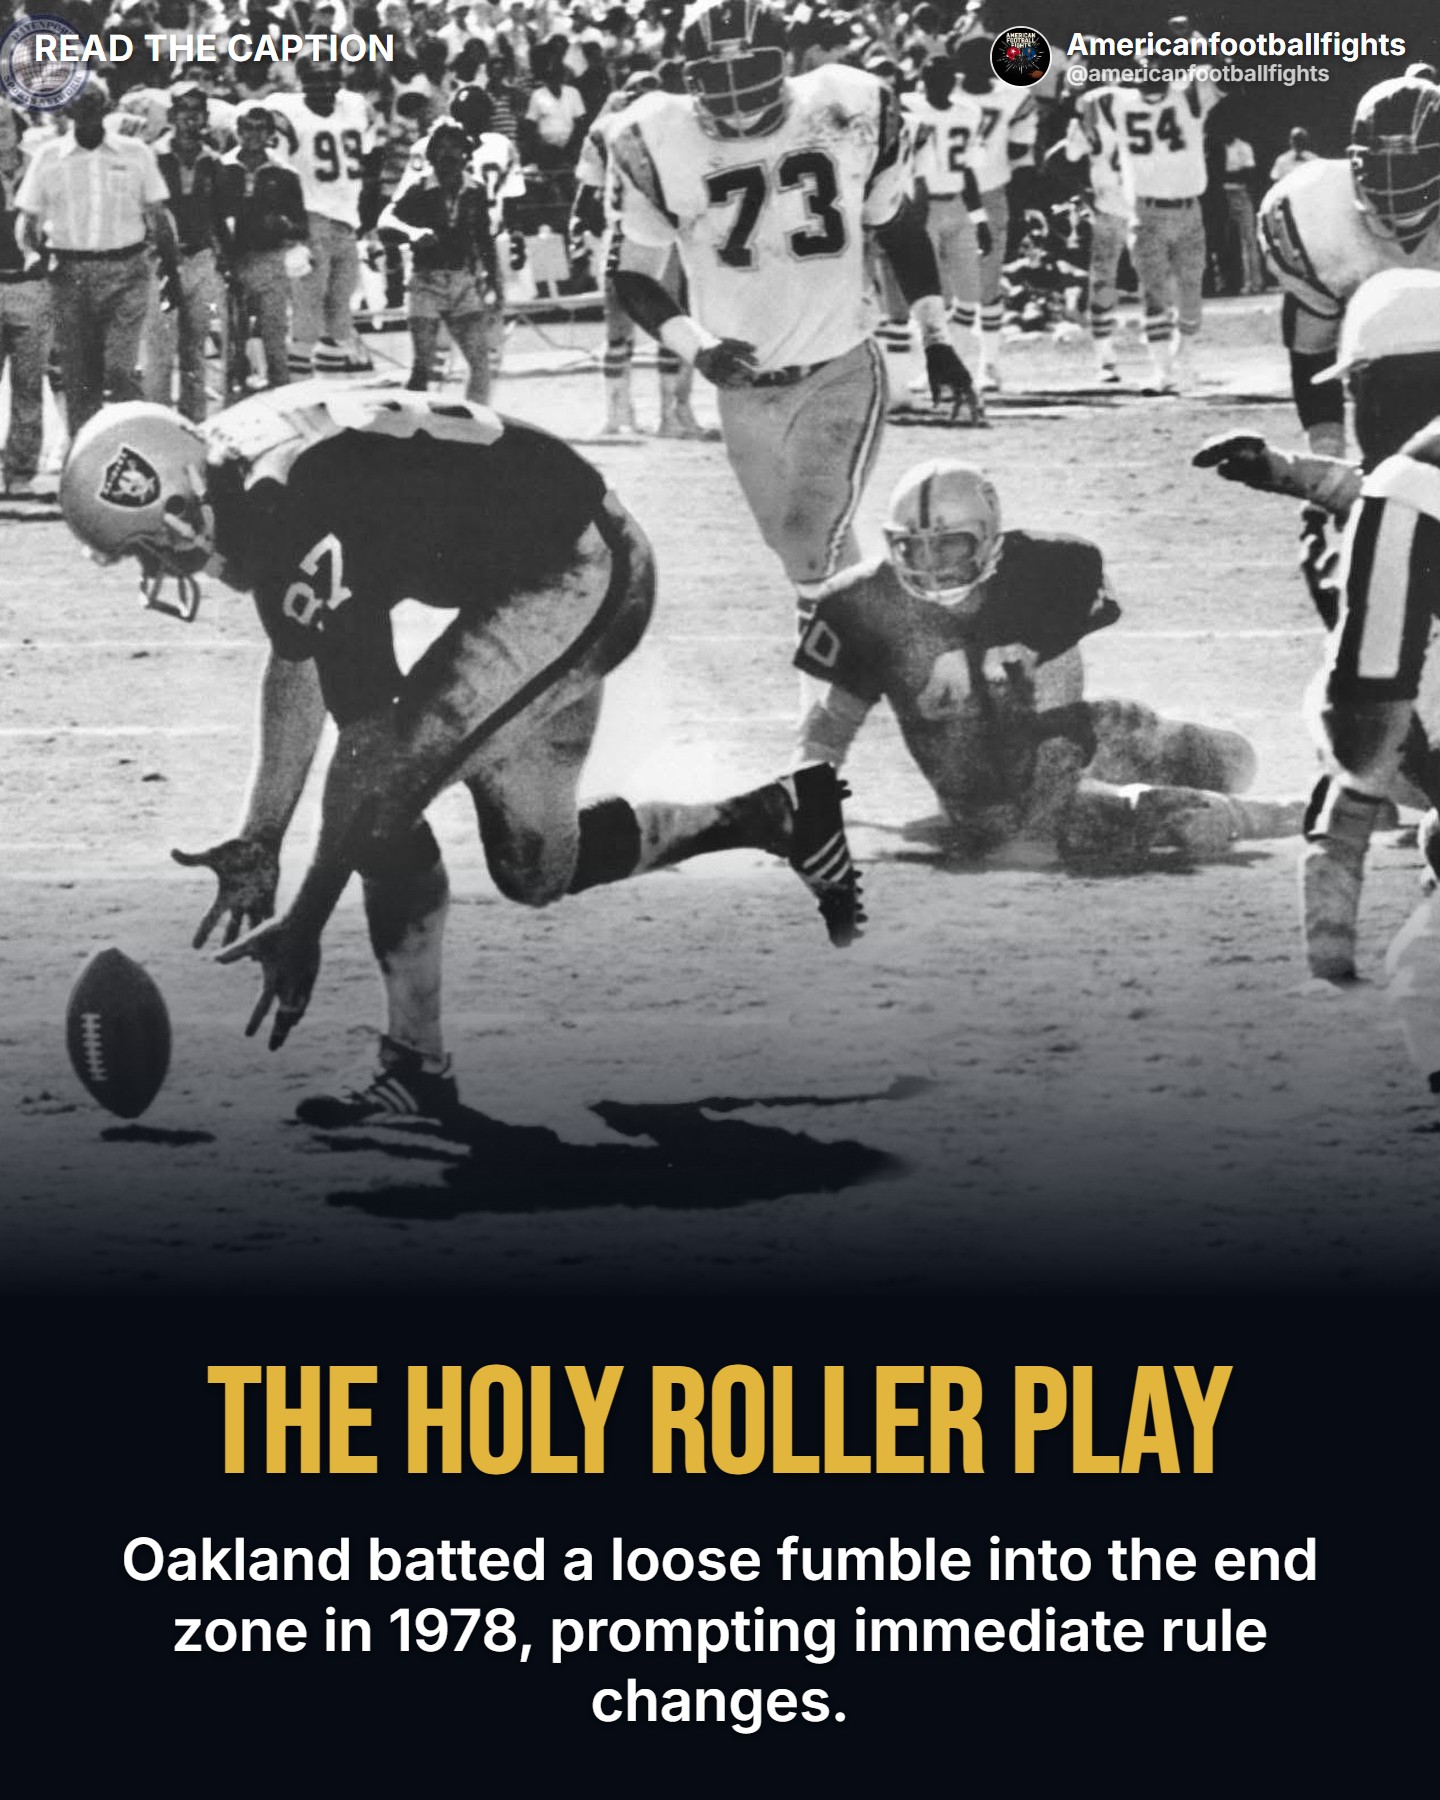 READ THE CAPTION
Americanfootballfights
@americanfootballfights
99
73
54
87
THE HOLY ROLLER PLAY
Oakland batted a loose fumble into the end
zone in 1978, prompting immediate rule
changes.